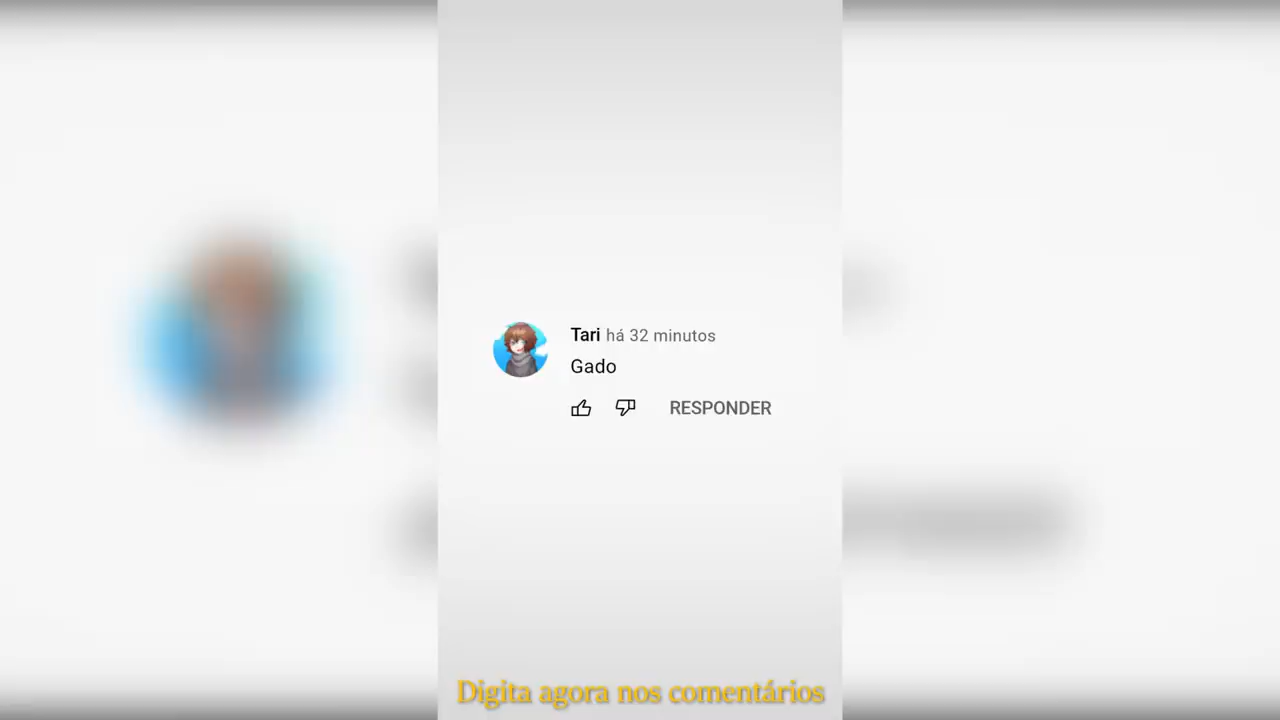 Tari há 32 minutos
Gado
RESPONDER
Digita agora nos comentários